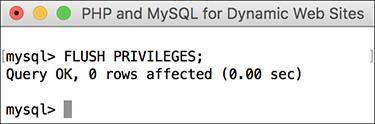 PHP and MySQL for Dynamic Web Sites
mysql> FLUSH PRIVILEGES;
Query OK, 0 rows affected (0.00 sec)
mysql>